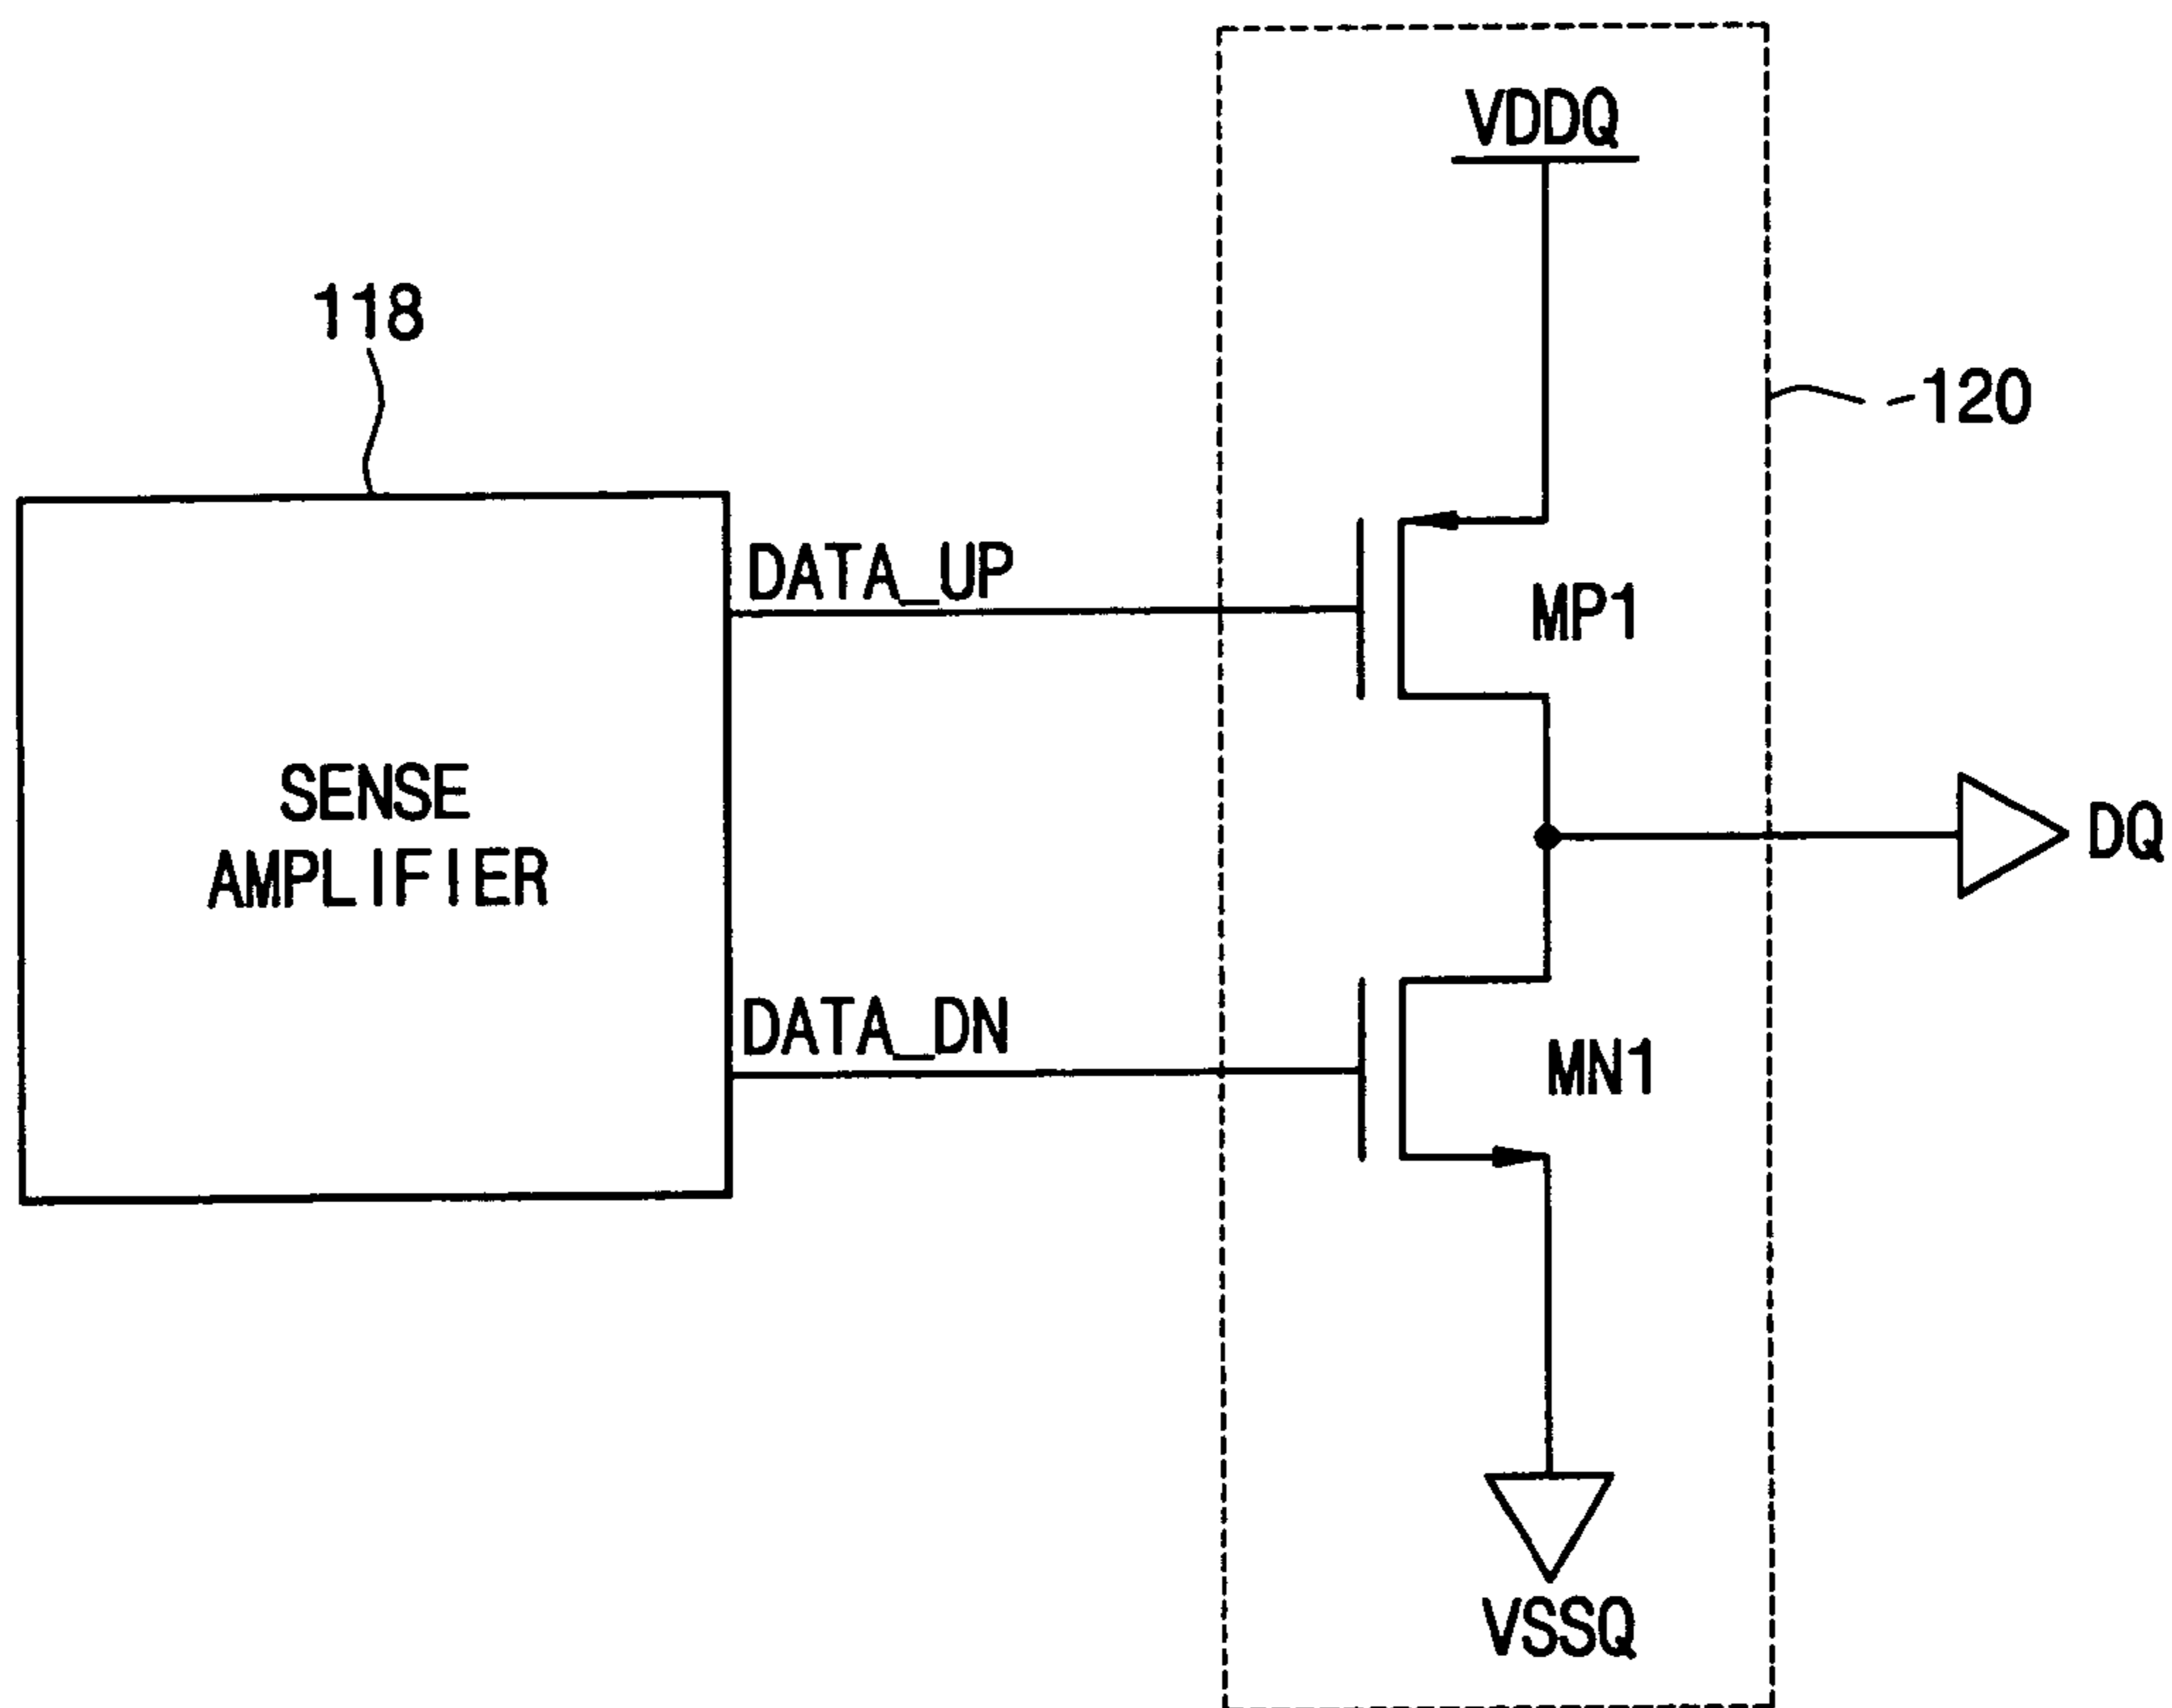 VDDQ
118
120
DATA_UP
MP1
SENSE
AMPLIFIER
DQ
DATA_DN
MN1
VSSQ